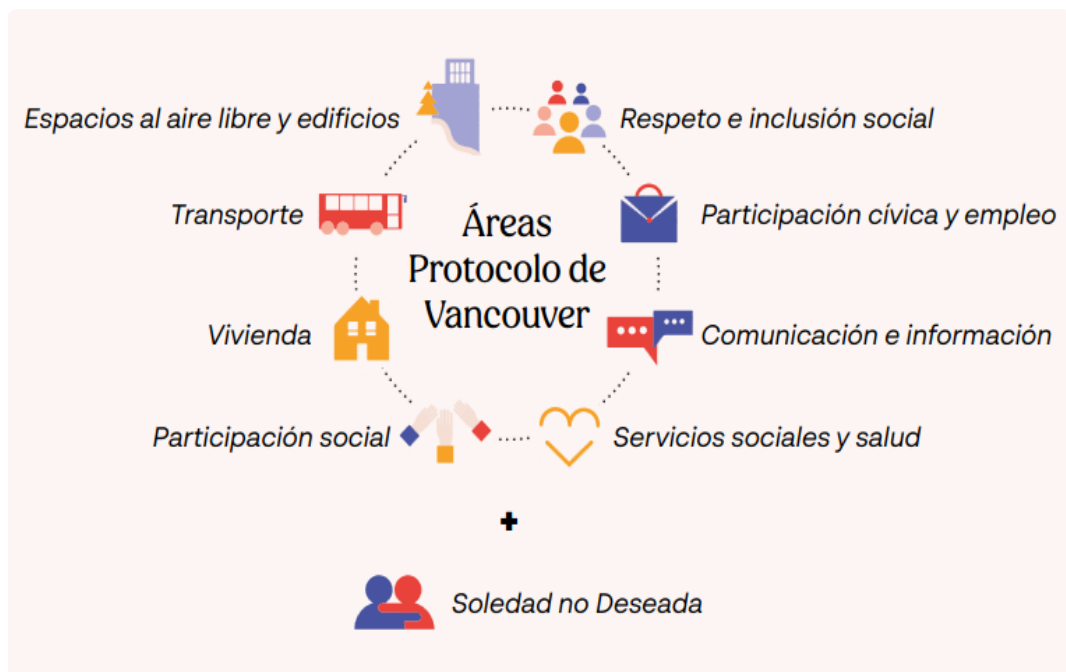 Espacios al aire libre y edificios
Respeto e inclusión social
Transporte
Participación cívica y empleo
Áreas
Protocolo de
Vancouver
Vivienda
Comunicación e información
Participación social
Servicios sociales y salud
+
Soledad no Deseada